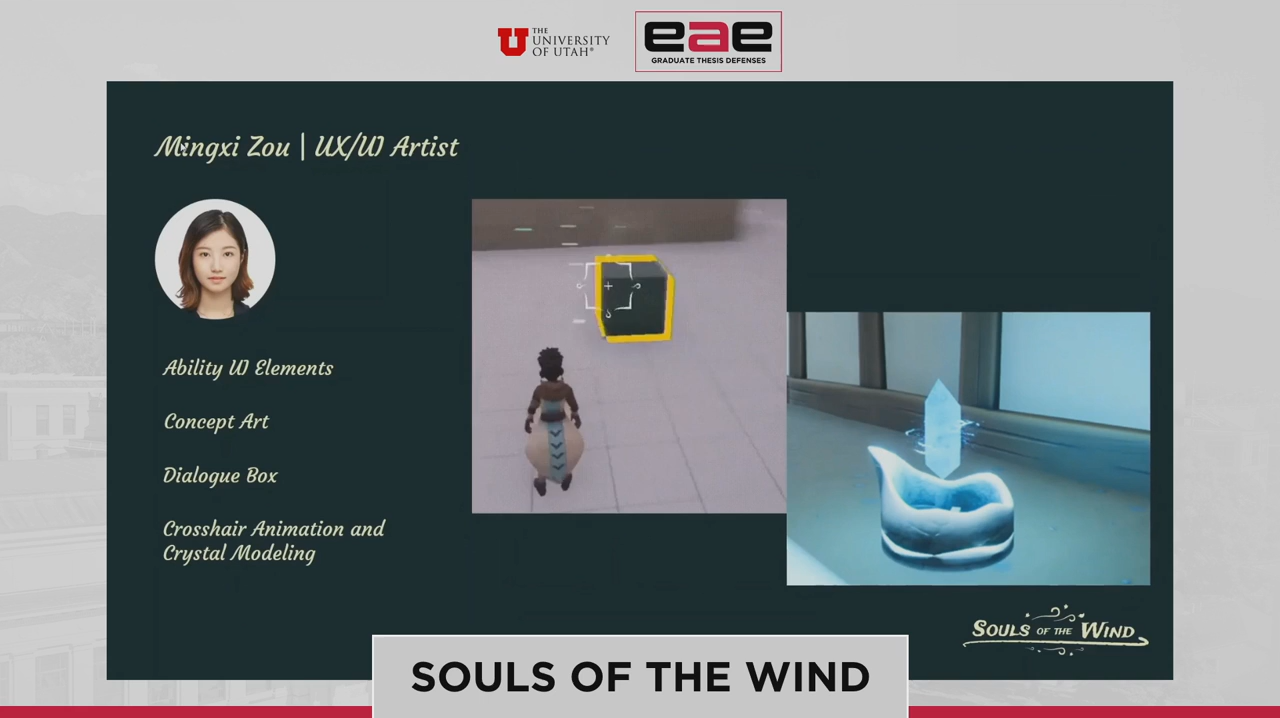 THE
UNIVERSITY
OF UTAH®
eae
GRADUATE THESIS DEFENSES
Mingxi Zou | UX/UI Artist
Ability UI Elements
Concept Art
Dialogue Box
Crosshair Animation and
Crystal Modeling
SOULS OF THE WIND
SOULS OF THE WIND